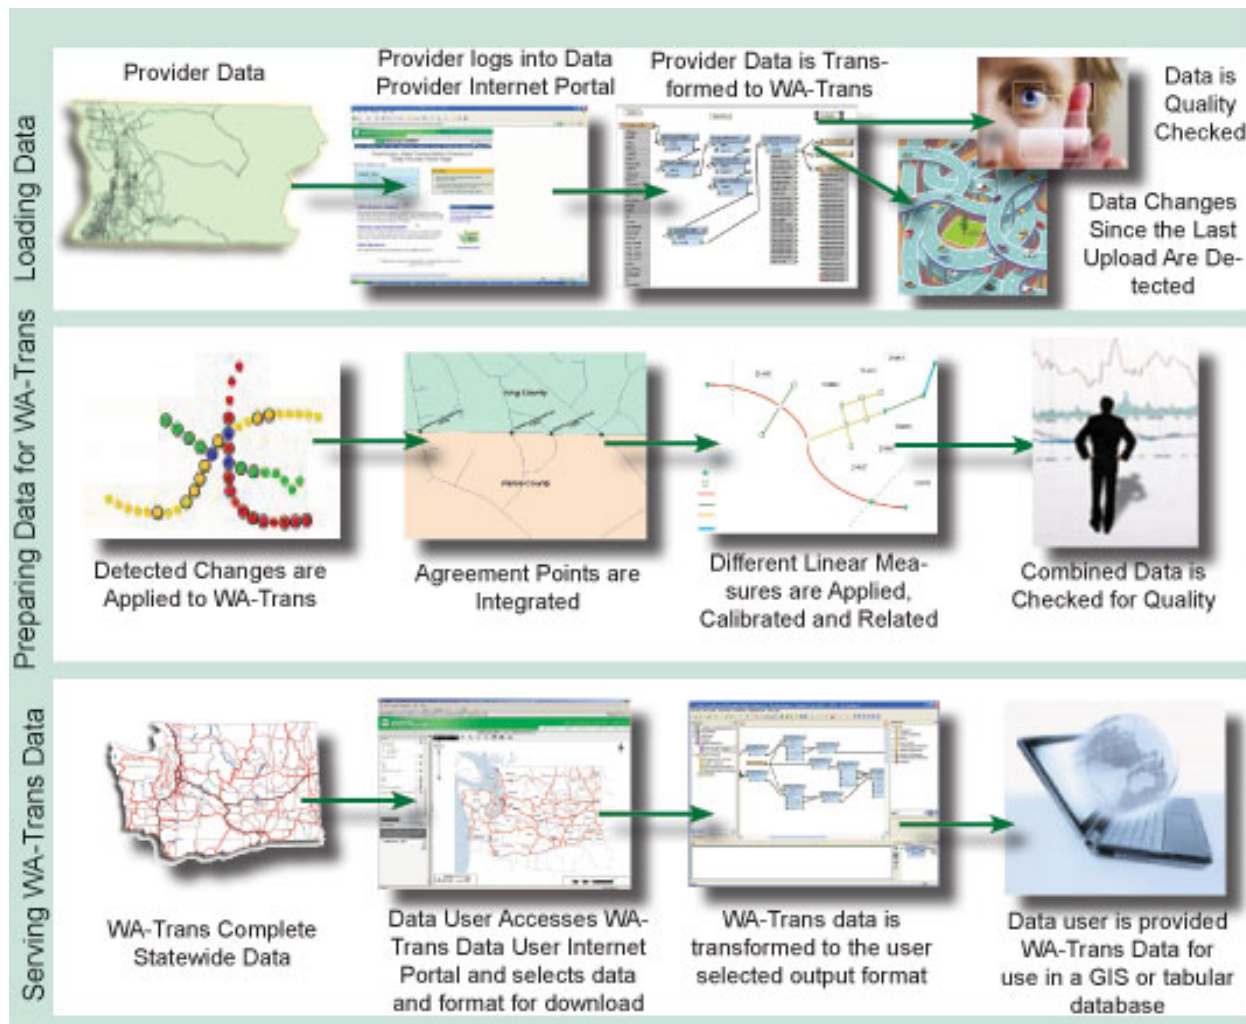 Loading Data
Provider Data
Provider logs into Data
Provider Internet Portal
Provider Data is Trans-
formed to WA-Trans
Data is
Quality
Checked
Data Changes
Since the Last
Upload Are De-
tected
Preparing Data for WA-Trans
Detected Changes are
Applied to WA-Trans
King County
Agreement Points are
Integrated
Different Linear Mea-
sures are Applied,
Calibrated and Related
Combined Data is
Checked for Quality
Serving WA-Trans Data
WA-Trans Complete
Statewide Data
Data User Accesses WA-
Trans Data User Internet
Portal and selects data
and format for download
WA-Trans data is
transformed to the user
selected output format
Data user is provided
WA-Trans Data for
use in a GIS or tabular
database